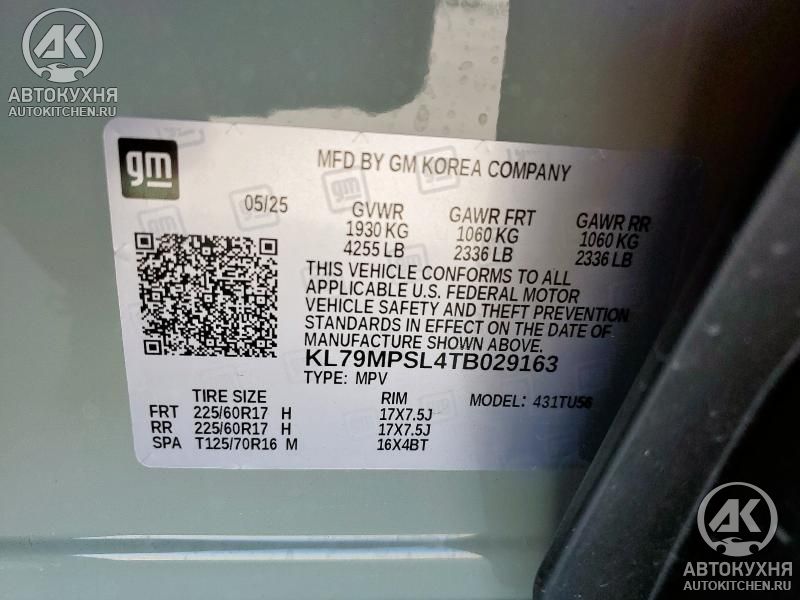 AK
АВТОКУХНЯ
AUTOKITCHEN.RU
gm
MFD BY GM KOREA COMPANY
05/25
GVWR GAWR FRT GAWR RR
1930 KG 1060 KG 1060 KG
4255 LB 2336 LB 2336 LB
THIS VEHICLE CONFORMS TO ALL
APPLICABLE U.S. FEDERAL MOTOR
VEHICLE SAFETY AND THEFT PREVENTION
STANDARDS IN EFFECT ON THE DATE OF
MANUFACTURE SHOWN ABOVE.
KL79MPSL4TB029163
TYPE: MPV
TIRE SIZE RIM MODEL: 431TU56
FRT 225/60R17 H 17X7.5J
RR 225/60R17 H 17X7.5J
SPA T125/70R16 M 16X4BT
AK
АВТОКУХНЯ
AUTOKITCHEN.RU